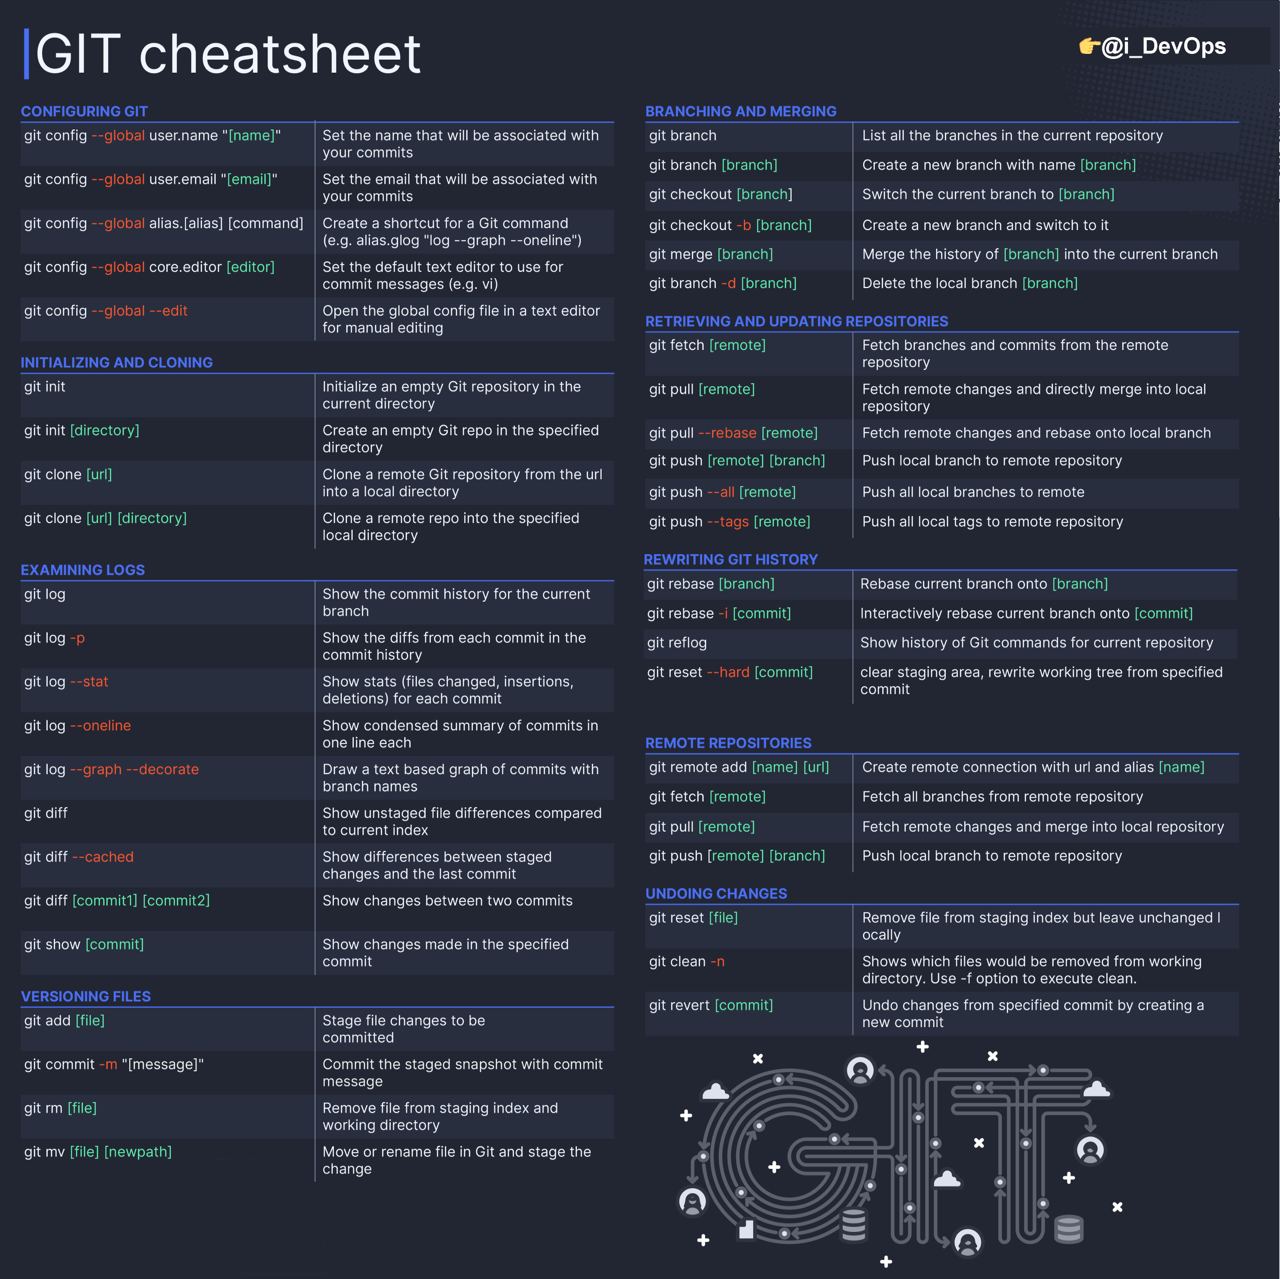 GIT cheatsheet
👉@i_DevOps
CONFIGURING GIT
git config --global user.name "[name]"
Set the name that will be associated with
your commits
git config --global user.email "[email]"
Set the email that will be associated with
your commits
git config --global alias.[alias] [command]
Create a shortcut for a Git command
(e.g. alias.glog "log --graph --oneline")
git config --global core.editor [editor]
Set the default text editor to use for
commit messages (e.g. vi)
git config --global --edit
Open the global config file in a text editor
for manual editing
INITIALIZING AND CLONING
git init
Initialize an empty Git repository in the
current directory
git init [directory]
Create an empty Git repo in the specified
directory
git clone [url]
Clone a remote Git repository from the url
into a local directory
git clone [url] [directory]
Clone a remote repo into the specified
local directory
EXAMINING LOGS
git log
Show the commit history for the current
branch
git log -p
Show the diffs from each commit in the
commit history
git log --stat
Show stats (files changed, insertions,
deletions) for each commit
git log --oneline
Show condensed summary of commits in
one line each
git log --graph --decorate
Draw a text based graph of commits with
branch names
git diff
Show unstaged file differences compared
to current index
git diff --cached
Show differences between staged
changes and the last commit
git diff [commit1] [commit2]
Show changes between two commits
git show [commit]
Show changes made in the specified
commit
VERSIONING FILES
git add [file]
Stage file changes to be
committed
git commit -m "[message]"
Commit the staged snapshot with commit
message
git rm [file]
Remove file from staging index and
working directory
git mv [file] [newpath]
Move or rename file in Git and stage the
change
BRANCHING AND MERGING
git branch
List all the branches in the current repository
git branch [branch]
Create a new branch with name [branch]
git checkout [branch]
Switch the current branch to [branch]
git checkout -b [branch]
Create a new branch and switch to it
git merge [branch]
Merge the history of [branch] into the current branch
git branch -d [branch]
Delete the local branch [branch]
RETRIEVING AND UPDATING REPOSITORIES
git fetch [remote]
Fetch branches and commits from the remote
repository
git pull [remote]
Fetch remote changes and directly merge into local
repository
git pull --rebase [remote]
Fetch remote changes and rebase onto local branch
git push [remote] [branch]
Push local branch to remote repository
git push --all [remote]
Push all local branches to remote
git push --tags [remote]
Push all local tags to remote repository
REWRITING GIT HISTORY
git rebase [branch]
Rebase current branch onto [branch]
git rebase -i [commit]
Interactively rebase current branch onto [commit]
git reflog
Show history of Git commands for current repository
git reset --hard [commit]
clear staging area, rewrite working tree from specified
commit
REMOTE REPOSITORIES
git remote add [name] [url]
Create remote connection with url and alias [name]
git fetch [remote]
Fetch all branches from remote repository
git pull [remote]
Fetch remote changes and merge into local repository
git push [remote] [branch]
Push local branch to remote repository
UNDOING CHANGES
git reset [file]
Remove file from staging index but leave unchanged l
ocally
git clean -n
Shows which files would be removed from working
directory. Use -f option to execute clean.
git revert [commit]
Undo changes from specified commit by creating a
new commit
GIT